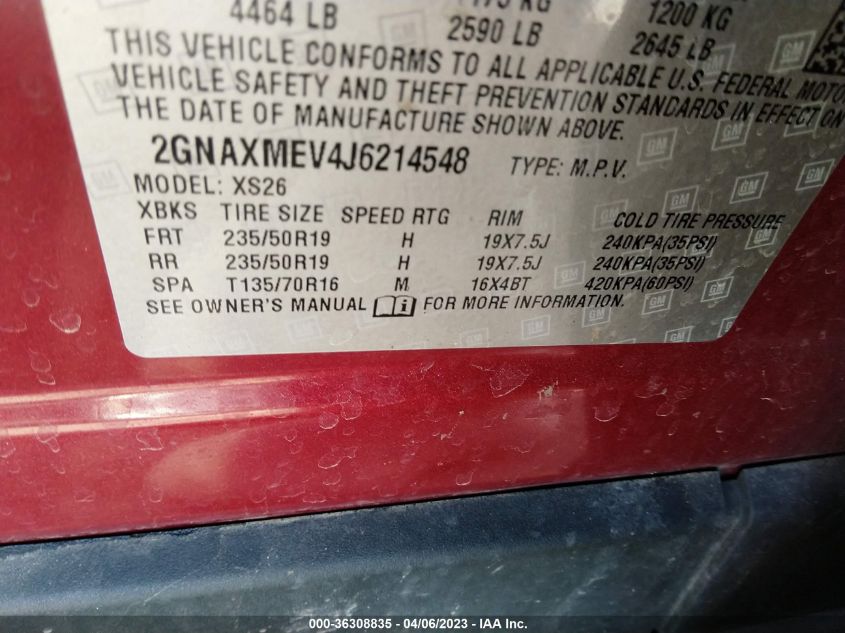 4464 LB 2590 LB 1200 KG
2645 LB
THIS VEHICLE CONFORMS TO ALL APPLICABLE U.S. FEDERAL MOTO
VEHICLE SAFETY AND THEFT PREVENTION STANDARDS IN EFFECT ON
THE DATE OF MANUFACTURE SHOWN ABOVE.
2GNAXMEV4J6214548 TYPE: M.P.V.
MODEL: XS26
XBKS TIRE SIZE SPEED RTG RIM COLD TIRE PRESSURE
FRT 235/50R19 H 19X7.5J 240KPA(35PSI)
RR 235/50R19 H 19X7.5J 240KPA(35PSI)
SPA T135/70R16 M 16X4BT 420KPA(60PSI)
SEE OWNER'S MANUAL FOR MORE INFORMATION.
GM
000-36308835 - 04/06/2023 - IAA Inc.